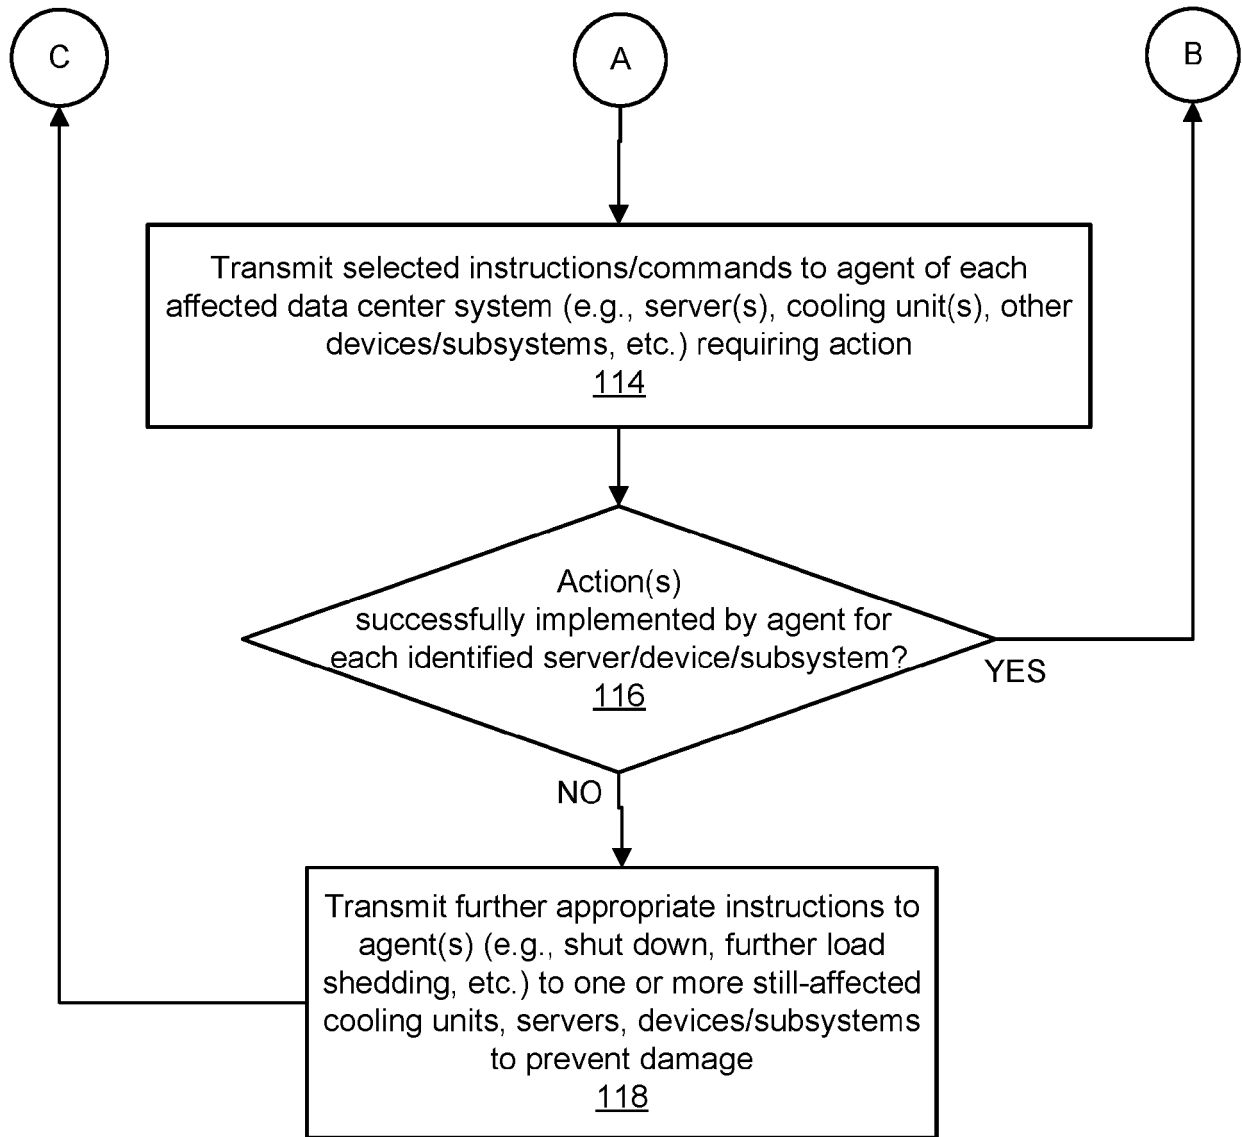 C
A
B
Transmit selected instructions/commands to agent of each
affected data center system (e.g., server(s), cooling unit(s), other
devices/subsystems, etc.) requiring action
114
Action(s)
successfully implemented by agent for
each identified server/device/subsystem?
116
YES
NO
Transmit further appropriate instructions to
agent(s) (e.g., shut down, further load
shedding, etc.) to one or more still-affected
cooling units, servers, devices/subsystems
to prevent damage
118